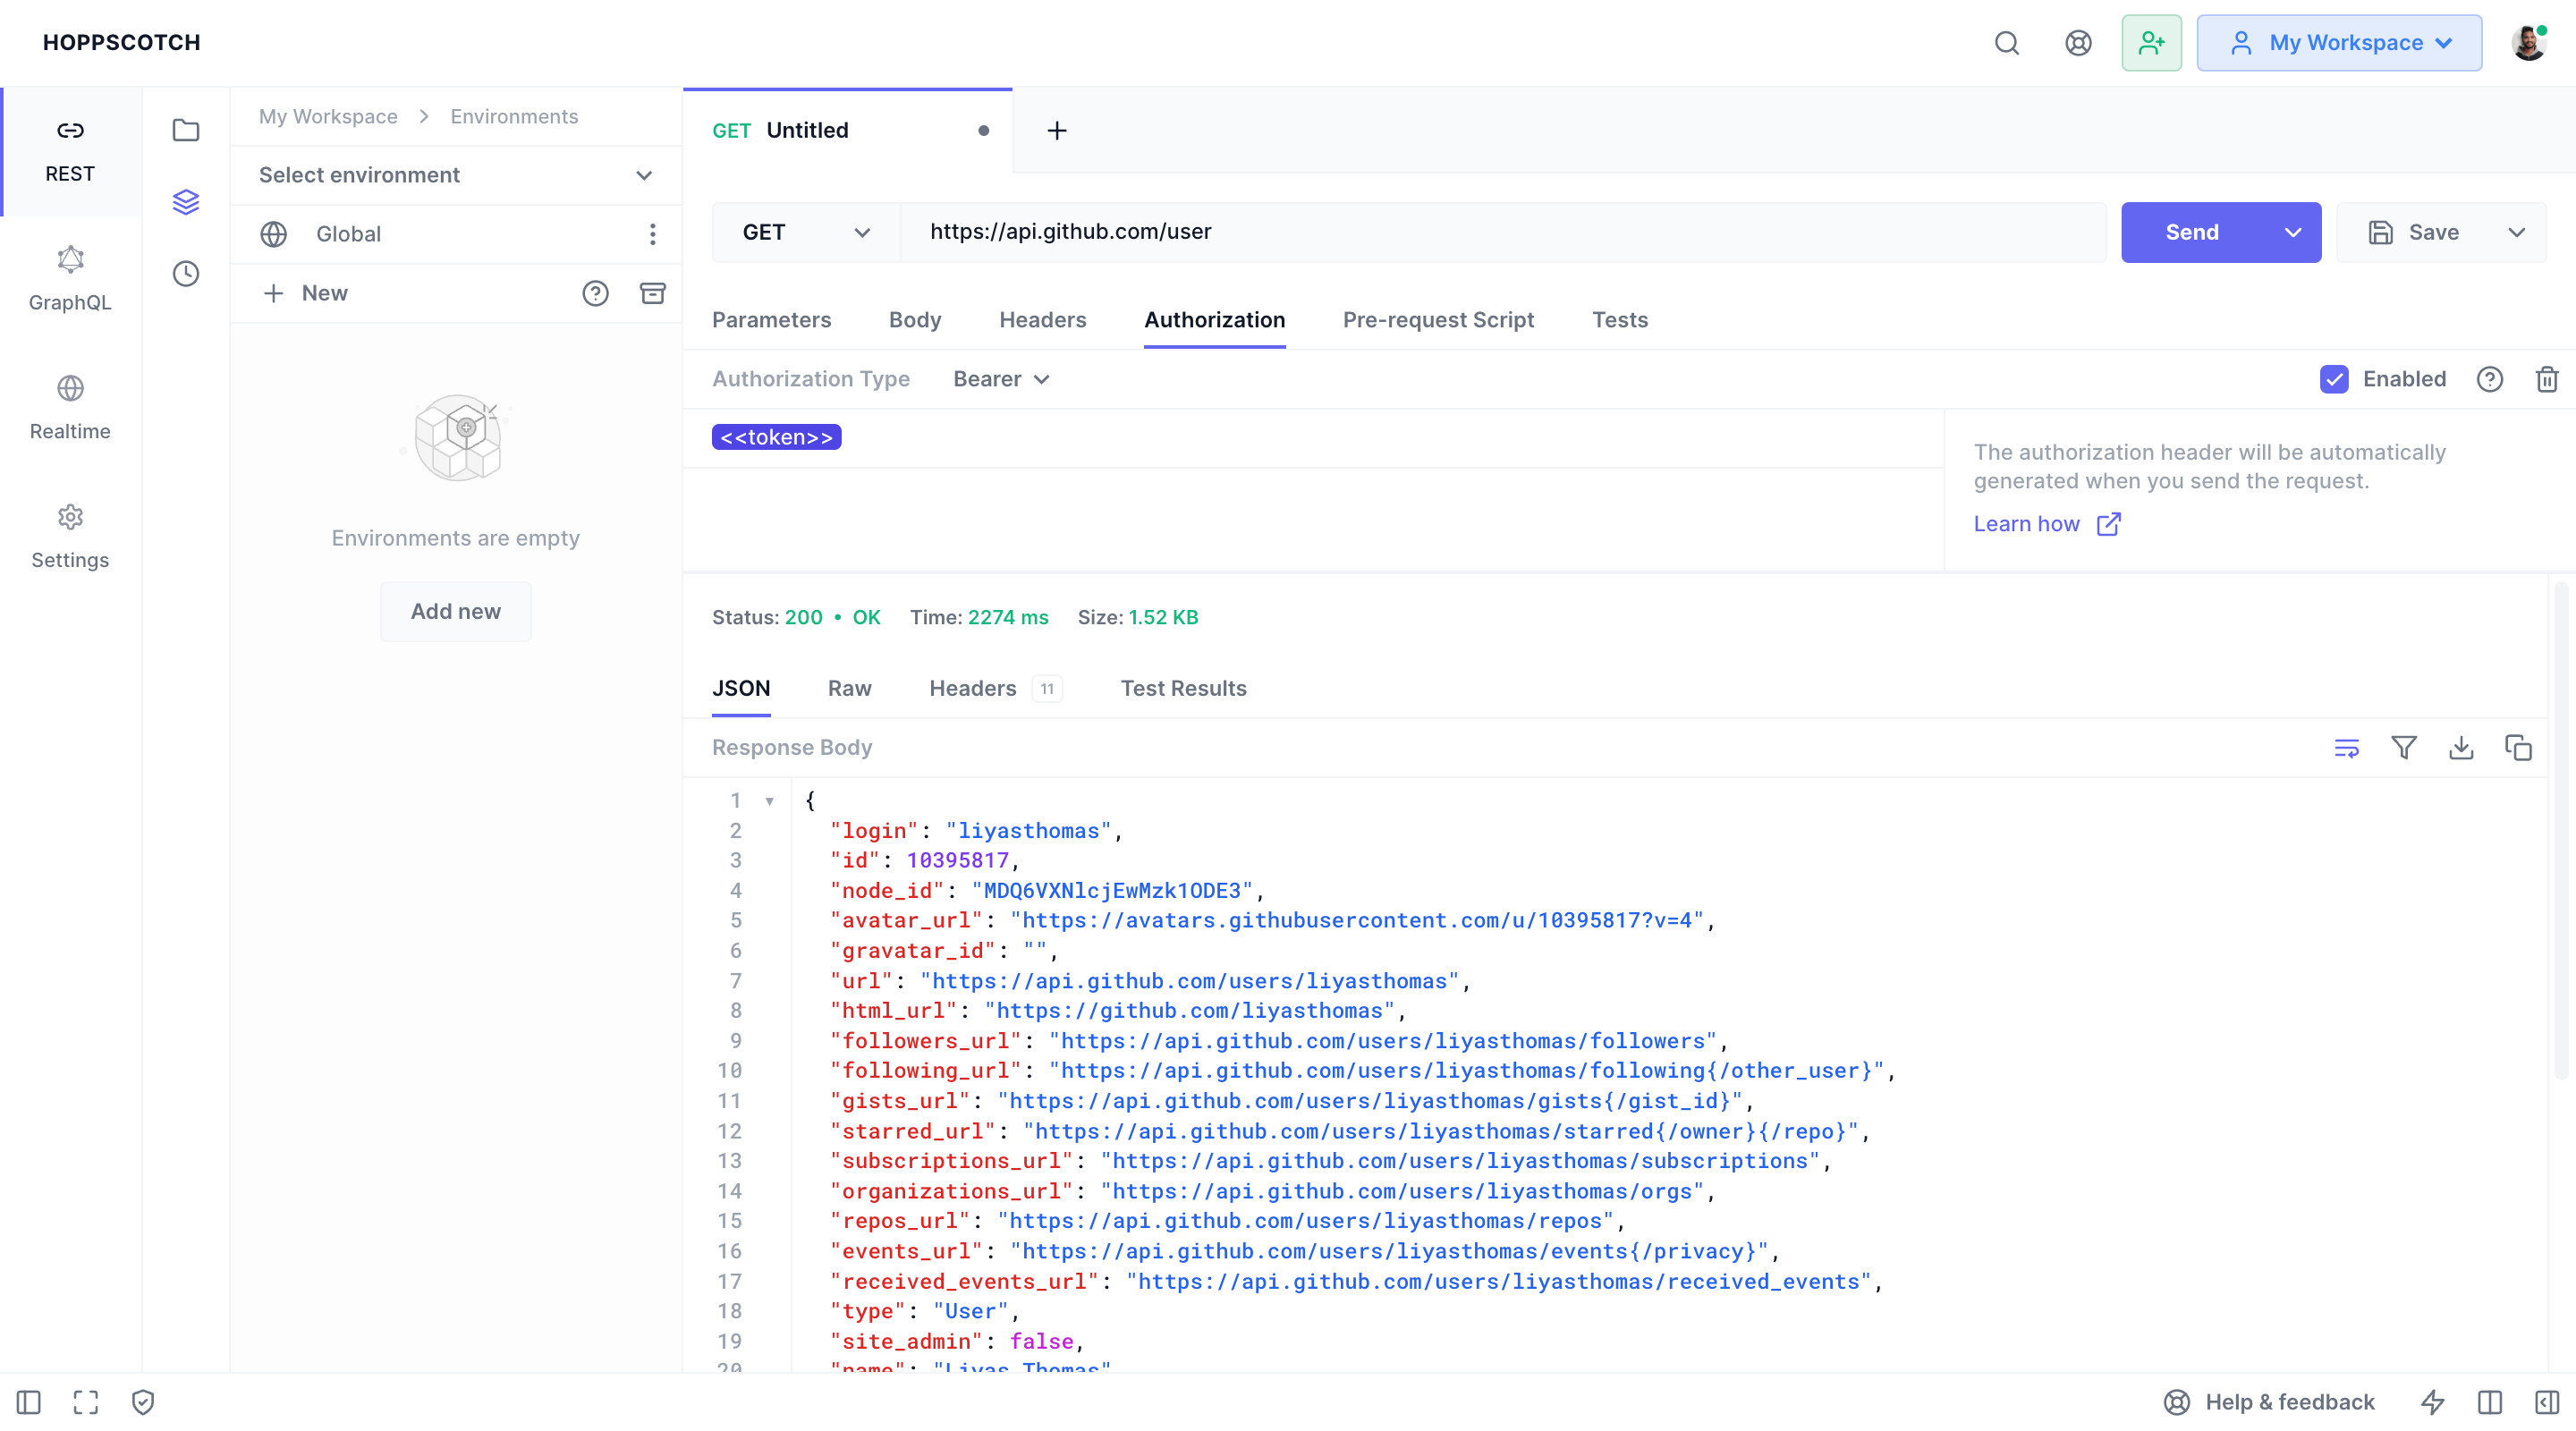 HOPPSCOTCH
My Workspace
REST
GraphQL
Realtime
Settings
My Workspace > Environments
Select environment
Global
New
Environments are empty
Add new
GET Untitled
GET https://api.github.com/user
Send
Save
Parameters Body Headers Authorization Pre-request Script Tests
Authorization Type Bearer
Enabled
<<token>>
The authorization header will be automatically
generated when you send the request.
Learn how
Status: 200 • OK Time: 2274 ms Size: 1.52 KB
JSON Raw Headers 11 Test Results
Response Body
1 {
2 "login": "liyasthomas",
3 "id": 10395817,
4 "node_id": "MDQ6VXNlcjEwMzk1ODE3",
5 "avatar_url": "https://avatars.githubusercontent.com/u/10395817?v=4",
6 "gravatar_id": "",
7 "url": "https://api.github.com/users/liyasthomas",
8 "html_url": "https://github.com/liyasthomas",
9 "followers_url": "https://api.github.com/users/liyasthomas/followers",
10 "following_url": "https://api.github.com/users/liyasthomas/following{/other_user}",
11 "gists_url": "https://api.github.com/users/liyasthomas/gists{/gist_id}",
12 "starred_url": "https://api.github.com/users/liyasthomas/starred{/owner}{/repo}",
13 "subscriptions_url": "https://api.github.com/users/liyasthomas/subscriptions",
14 "organizations_url": "https://api.github.com/users/liyasthomas/orgs",
15 "repos_url": "https://api.github.com/users/liyasthomas/repos",
16 "events_url": "https://api.github.com/users/liyasthomas/events{/privacy}",
17 "received_events_url": "https://api.github.com/users/liyasthomas/received_events",
18 "type": "User",
19 "site_admin": false,
20 "name": "Liyas Thomas"
Help & feedback